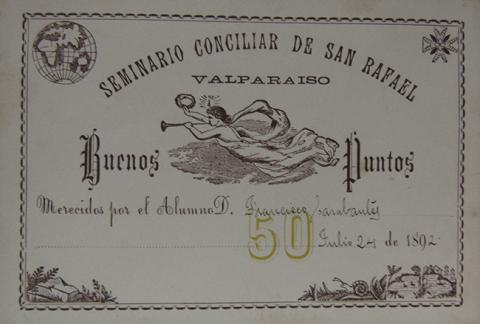 SEMINARIO CONCILIAR DE SAN RAFAEL
VALPARAISO
Buenos Puntos
Merecidos por el Alumno D. Francisco
50
Julio 24 de 1892